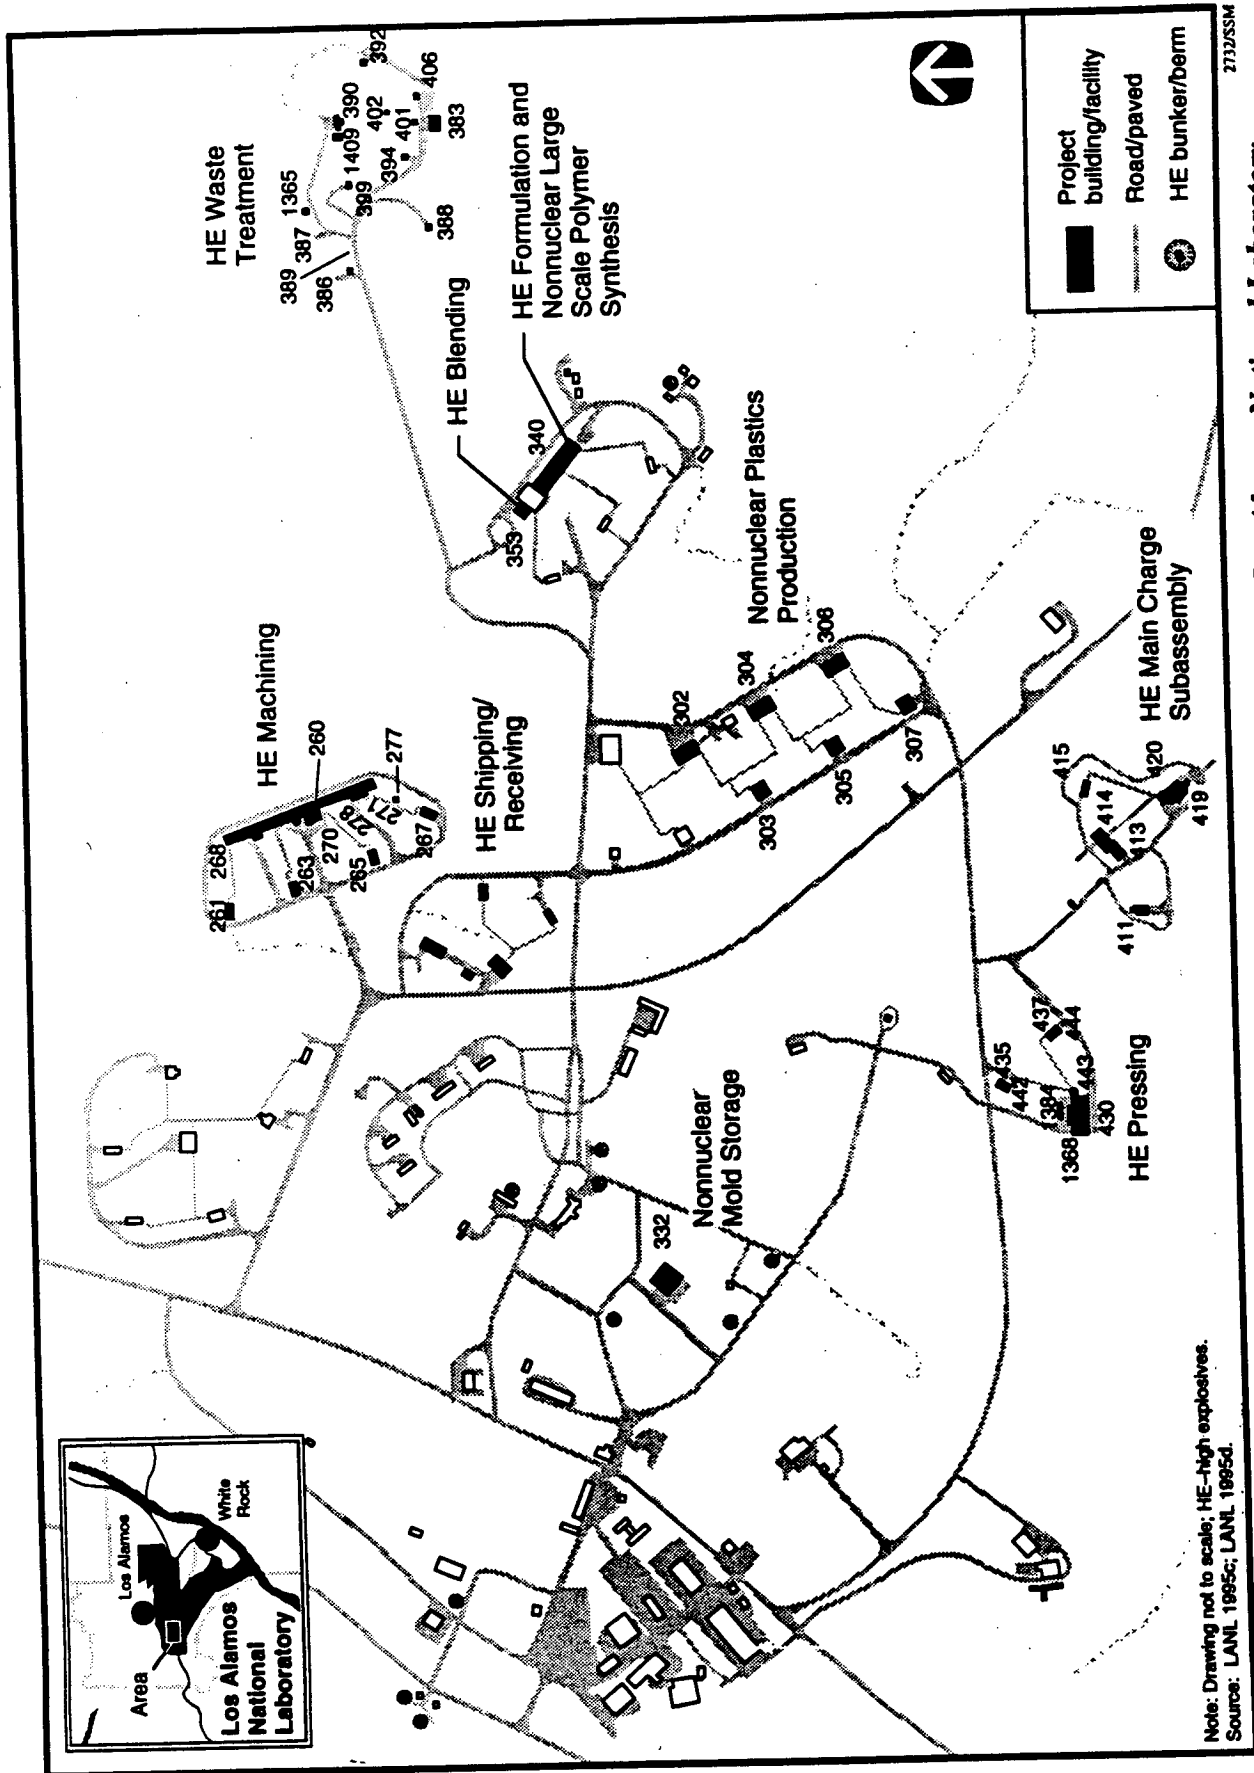 Los Alamos
White
Rock
Area
Los Alamos
National
Laboratory
HE Waste
Treatment
1365
387
389
386
399
1409
390
392
394
402
401
406
383
388
HE Blending
HE Formulation and
Nonnuclear Large
Scale Polymer
Synthesis
340
353
HE Machining
260
268
261
263
270
278
271
277
265
267
HE Shipping/
Receiving
Nonnuclear Plastics
Production
302
304
306
303
305
307
Nonnuclear
Mold Storage
332
HE Main Charge
Subassembly
415
414
413
420
419
411
HE Pressing
437
444
435
442
443
1384
1368
430
Project
building/facility
Road/paved
HE bunker/berm
2732/SSM
Note: Drawing not to scale; HE-high explosives.
Source: LANL 1995c; LANL 1995d.